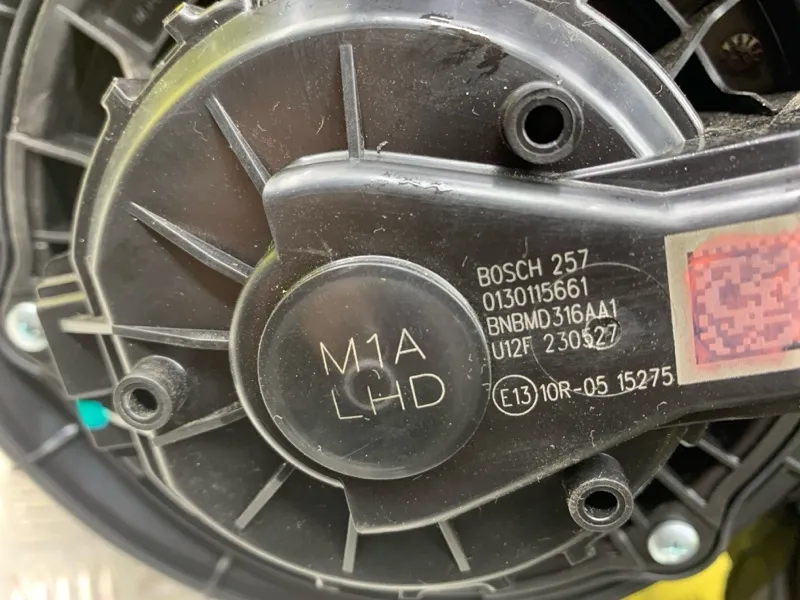 M1A
LHD
BOSCH 257
0130115661
BNBMD316AA1
U12F 230527
E13 10R-05 15275